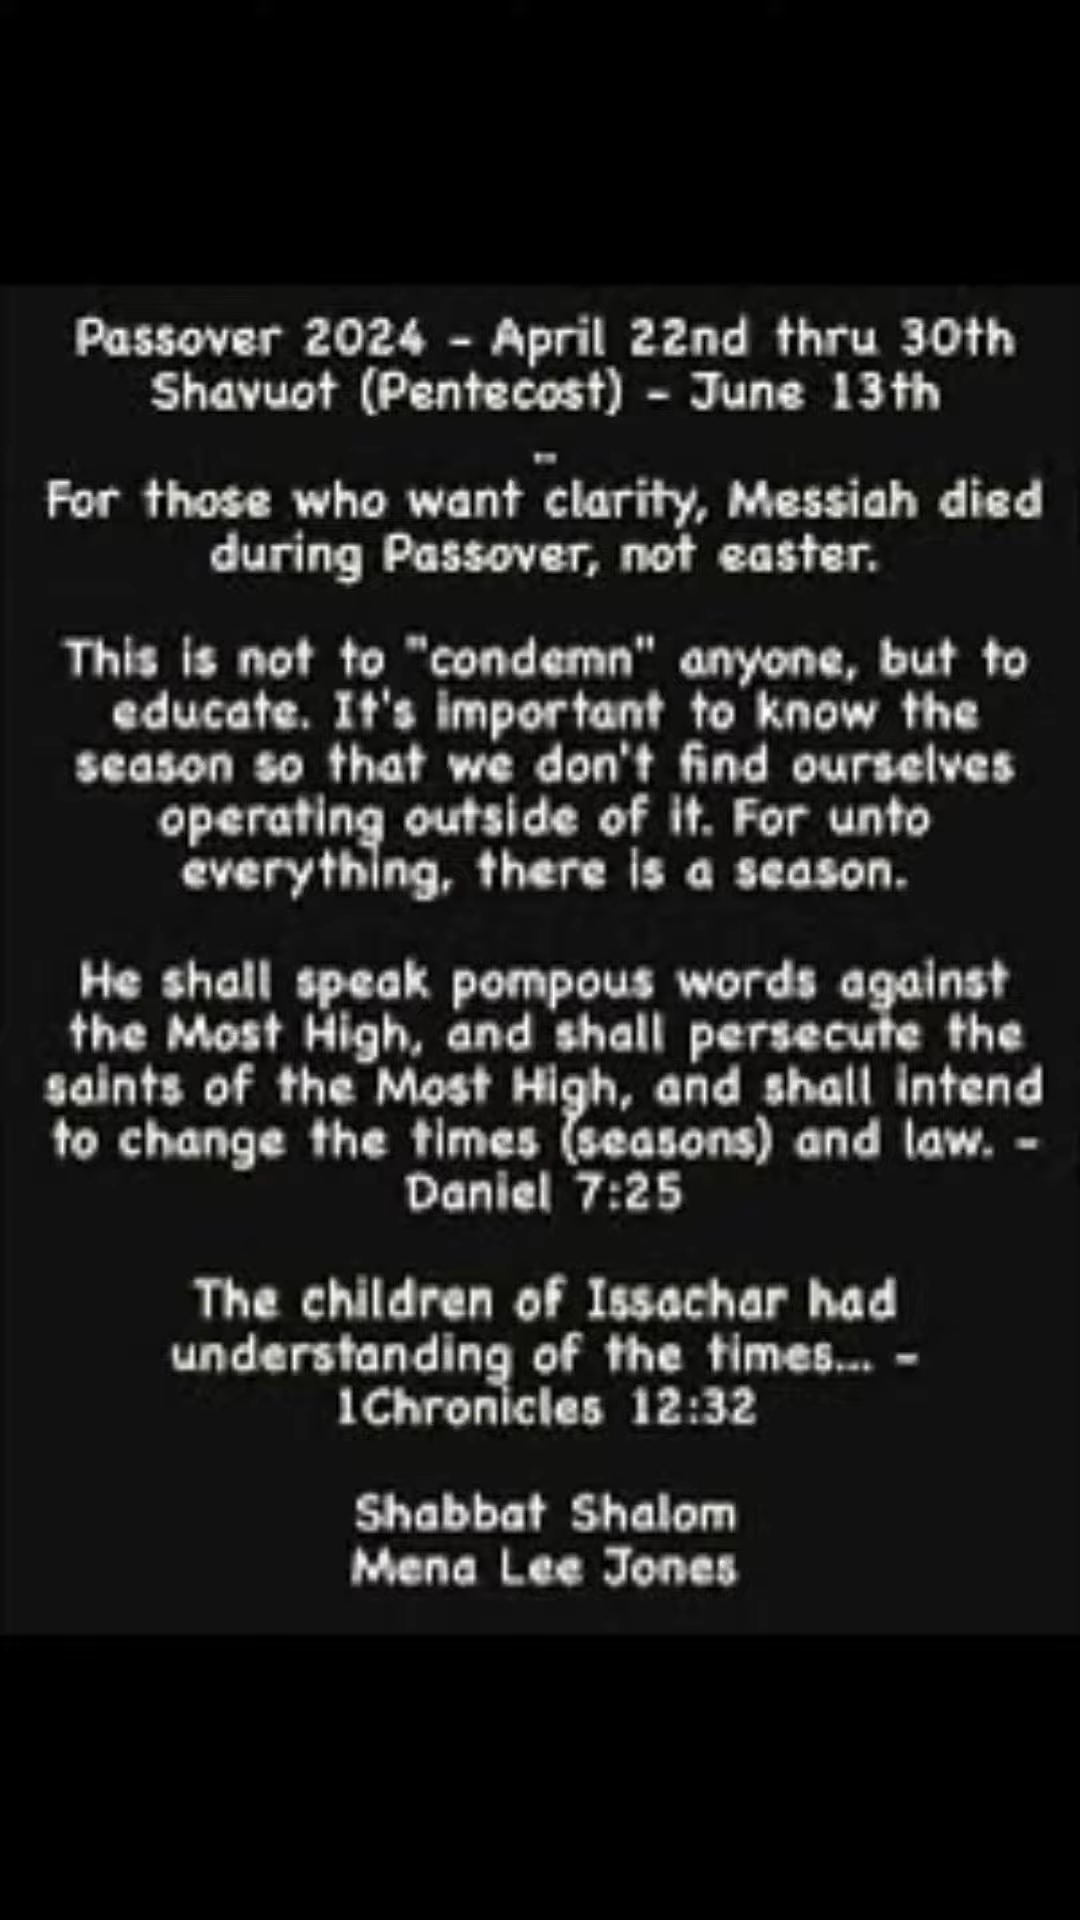 Passover 2024 - April 22nd thru 30th
Shavuot (Pentecost) - June 13th
--
For those who want clarity, Messiah died
during Passover, not easter.
This is not to "condemn" anyone, but to
educate. It's important to know the
season so that we don't find ourselves
operating outside of it. For unto
everything, there is a season.
He shall speak pompous words against
the Most High, and shall persecute the
saints of the Most High, and shall intend
to change the times (seasons) and law. -
Daniel 7:25
The children of Issachar had
understanding of the times... -
1Chronicles 12:32
Shabbat Shalom
Mena Lee Jones